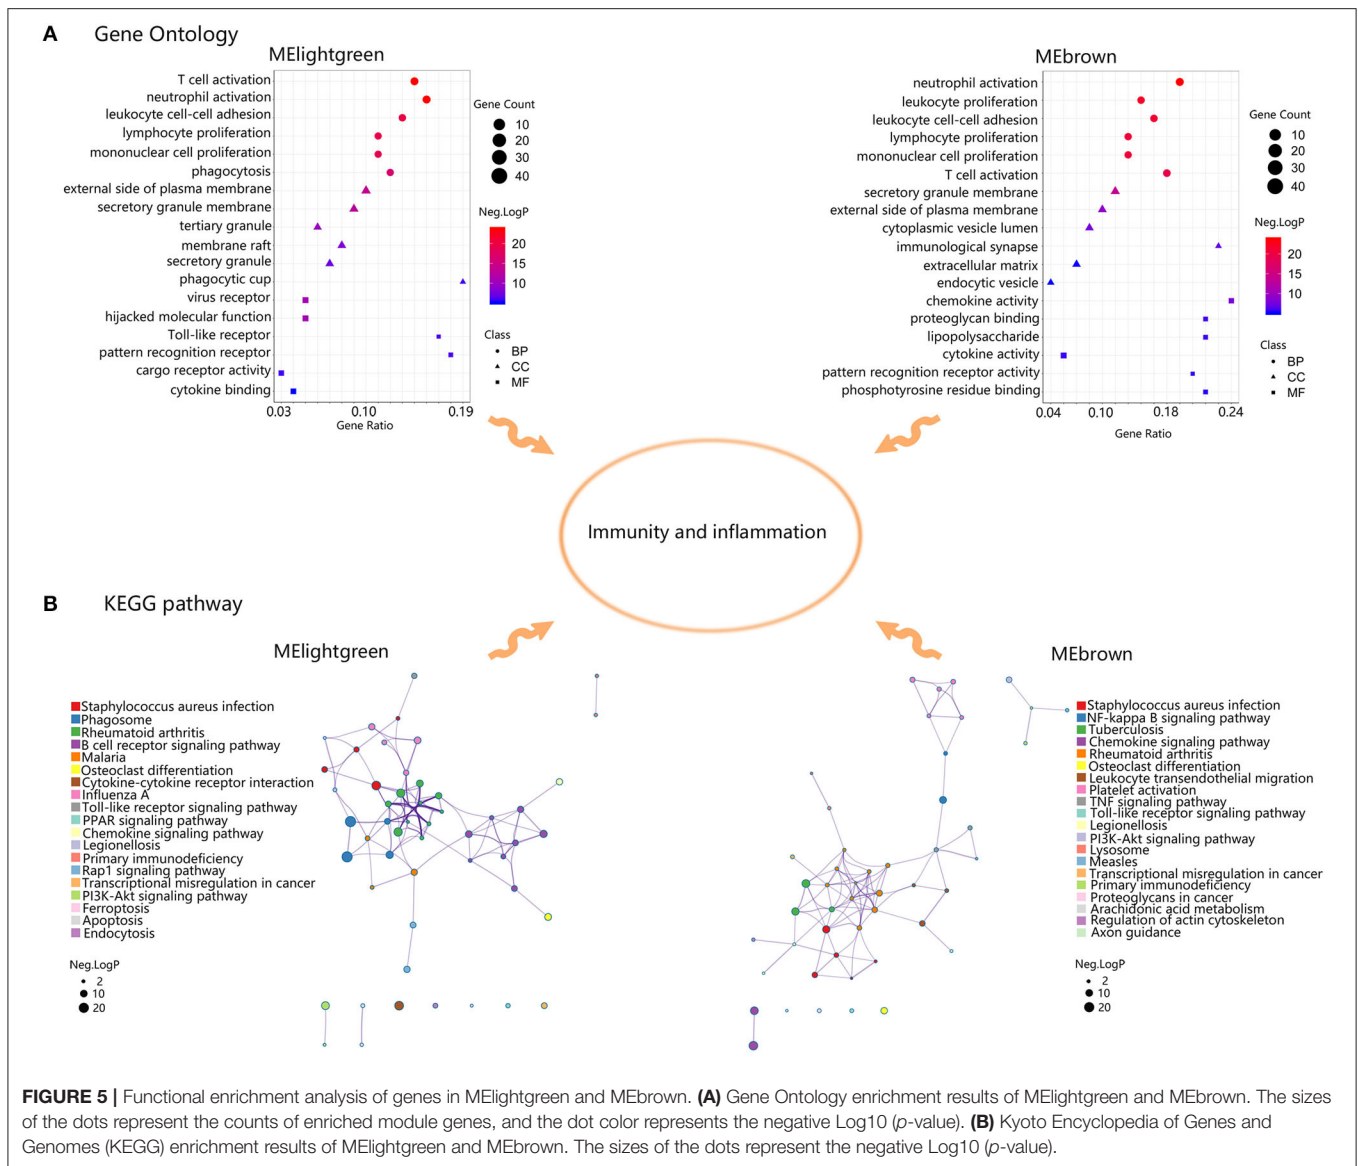 A Gene Ontology
MElightgreen
T cell activation
neutrophil activation
leukocyte cell-cell adhesion
lymphocyte proliferation
mononuclear cell proliferation
phagocytosis
external side of plasma membrane
secretory granule membrane
tertiary granule
membrane raft
secretory granule
phagocytic cup
virus receptor
hijacked molecular function
Toll-like receptor
pattern recognition receptor
cargo receptor activity
cytokine binding
0.03 0.10 0.19
Gene Ratio
Gene Count
10
20
30
40
Neg.LogP
20
15
10
Class
BP
CC
MF
MEbrown
neutrophil activation
leukocyte proliferation
leukocyte cell-cell adhesion
lymphocyte proliferation
mononuclear cell proliferation
T cell activation
secretory granule membrane
external side of plasma membrane
cytoplasmic vesicle lumen
immunological synapse
extracellular matrix
endocytic vesicle
chemokine activity
proteoglycan binding
lipopolysaccharide
cytokine activity
pattern recognition receptor activity
phosphotyrosine residue binding
0.04 0.10 0.18 0.24
Gene Ratio
Gene Count
10
20
30
40
Neg.LogP
20
15
10
Class
BP
CC
MF
Immunity and inflammation
B KEGG pathway
MElightgreen
Staphylococcus aureus infection
Phagosome
Rheumatoid arthritis
B cell receptor signaling pathway
Malaria
Osteoclast differentiation
Cytokine-cytokine receptor interaction
Influenza A
Toll-like receptor signaling pathway
PPAR signaling pathway
Chemokine signaling pathway
Legionellosis
Primary immunodeficiency
Rap1 signaling pathway
Transcriptional misregulation in cancer
PI3K-Akt signaling pathway
Ferroptosis
Apoptosis
Endocytosis
Neg.LogP
2
10
20
MEbrown
Staphylococcus aureus infection
NF-kappa B signaling pathway
Tuberculosis
Chemokine signaling pathway
Rheumatoid arthritis
Osteoclast differentiation
Leukocyte transendothelial migration
Platelet activation
TNF signaling pathway
Toll-like receptor signaling pathway
Legionellosis
PI3K-Akt signaling pathway
Lysosome
Measles
Transcriptional misregulation in cancer
Primary immunodeficiency
Proteoglycans in cancer
Arachidonic acid metabolism
Regulation of actin cytoskeleton
Axon guidance
Neg.LogP
2
10
20
FIGURE 5 | Functional enrichment analysis of genes in MElightgreen and MEbrown. (A) Gene Ontology enrichment results of MElightgreen and MEbrown. The sizes
of the dots represent the counts of enriched module genes, and the dot color represents the negative Log10 (p-value). (B) Kyoto Encyclopedia of Genes and
Genomes (KEGG) enrichment results of MElightgreen and MEbrown. The sizes of the dots represent the negative Log10 (p-value).